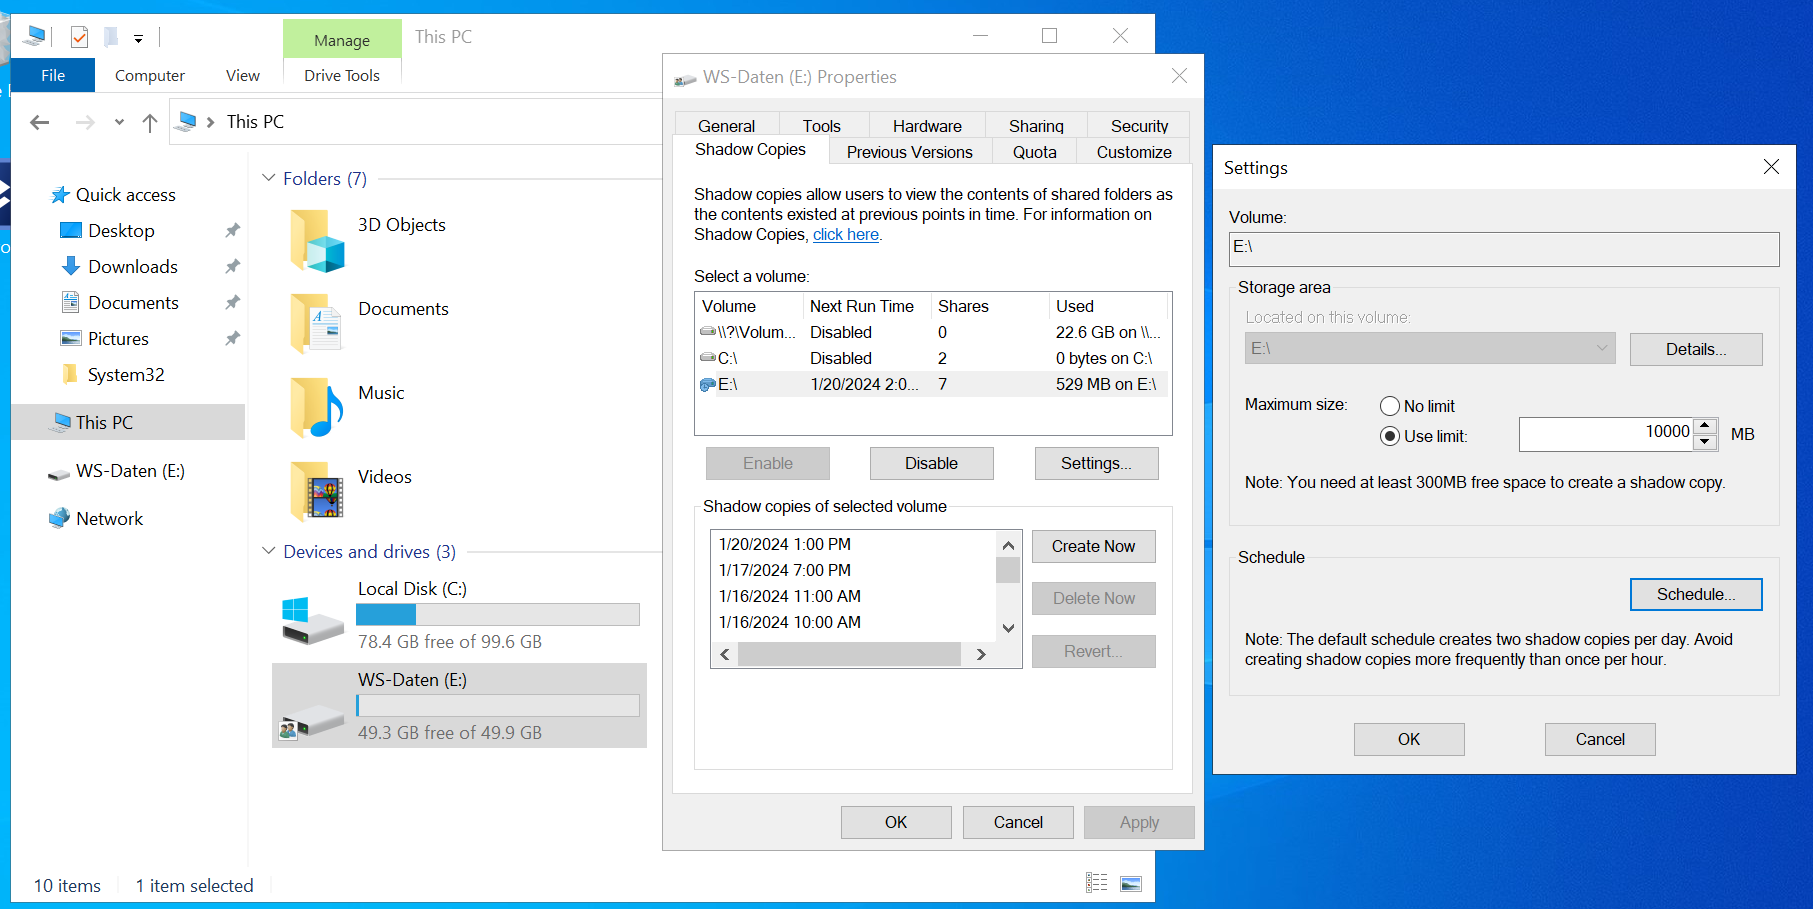 Manage
This PC
File
Computer
View
Drive Tools
This PC
Quick access
Desktop
Downloads
Documents
Pictures
System32
This PC
WS-Daten (E:)
Network
Folders (7)
3D Objects
Documents
Music
Videos
Devices and drives (3)
Local Disk (C:)
78.4 GB free of 99.6 GB
WS-Daten (E:)
49.3 GB free of 49.9 GB
10 items
1 item selected
WS-Daten (E:) Properties
General
Tools
Hardware
Sharing
Security
Shadow Copies
Previous Versions
Quota
Customize
Shadow copies allow users to view the contents of shared folders as
the contents existed at previous points in time. For information on
Shadow Copies, click here.
Select a volume:
Volume Next Run Time Shares Used
\\?\Volum... Disabled 0 22.6 GB on \\...
C:\ Disabled 2 0 bytes on C:\
E:\ 1/20/2024 2:0... 7 529 MB on E:\
Enable
Disable
Settings...
Shadow copies of selected volume
1/20/2024 1:00 PM
1/17/2024 7:00 PM
1/16/2024 11:00 AM
1/16/2024 10:00 AM
Create Now
Delete Now
Revert...
OK
Cancel
Apply
Settings
Volume:
E:\
Storage area
Located on this volume:
E:\
Details...
Maximum size:
No limit
Use limit:
10000
MB
Note: You need at least 300MB free space to create a shadow copy.
Schedule
Schedule...
Note: The default schedule creates two shadow copies per day. Avoid
creating shadow copies more frequently than once per hour.
OK
Cancel